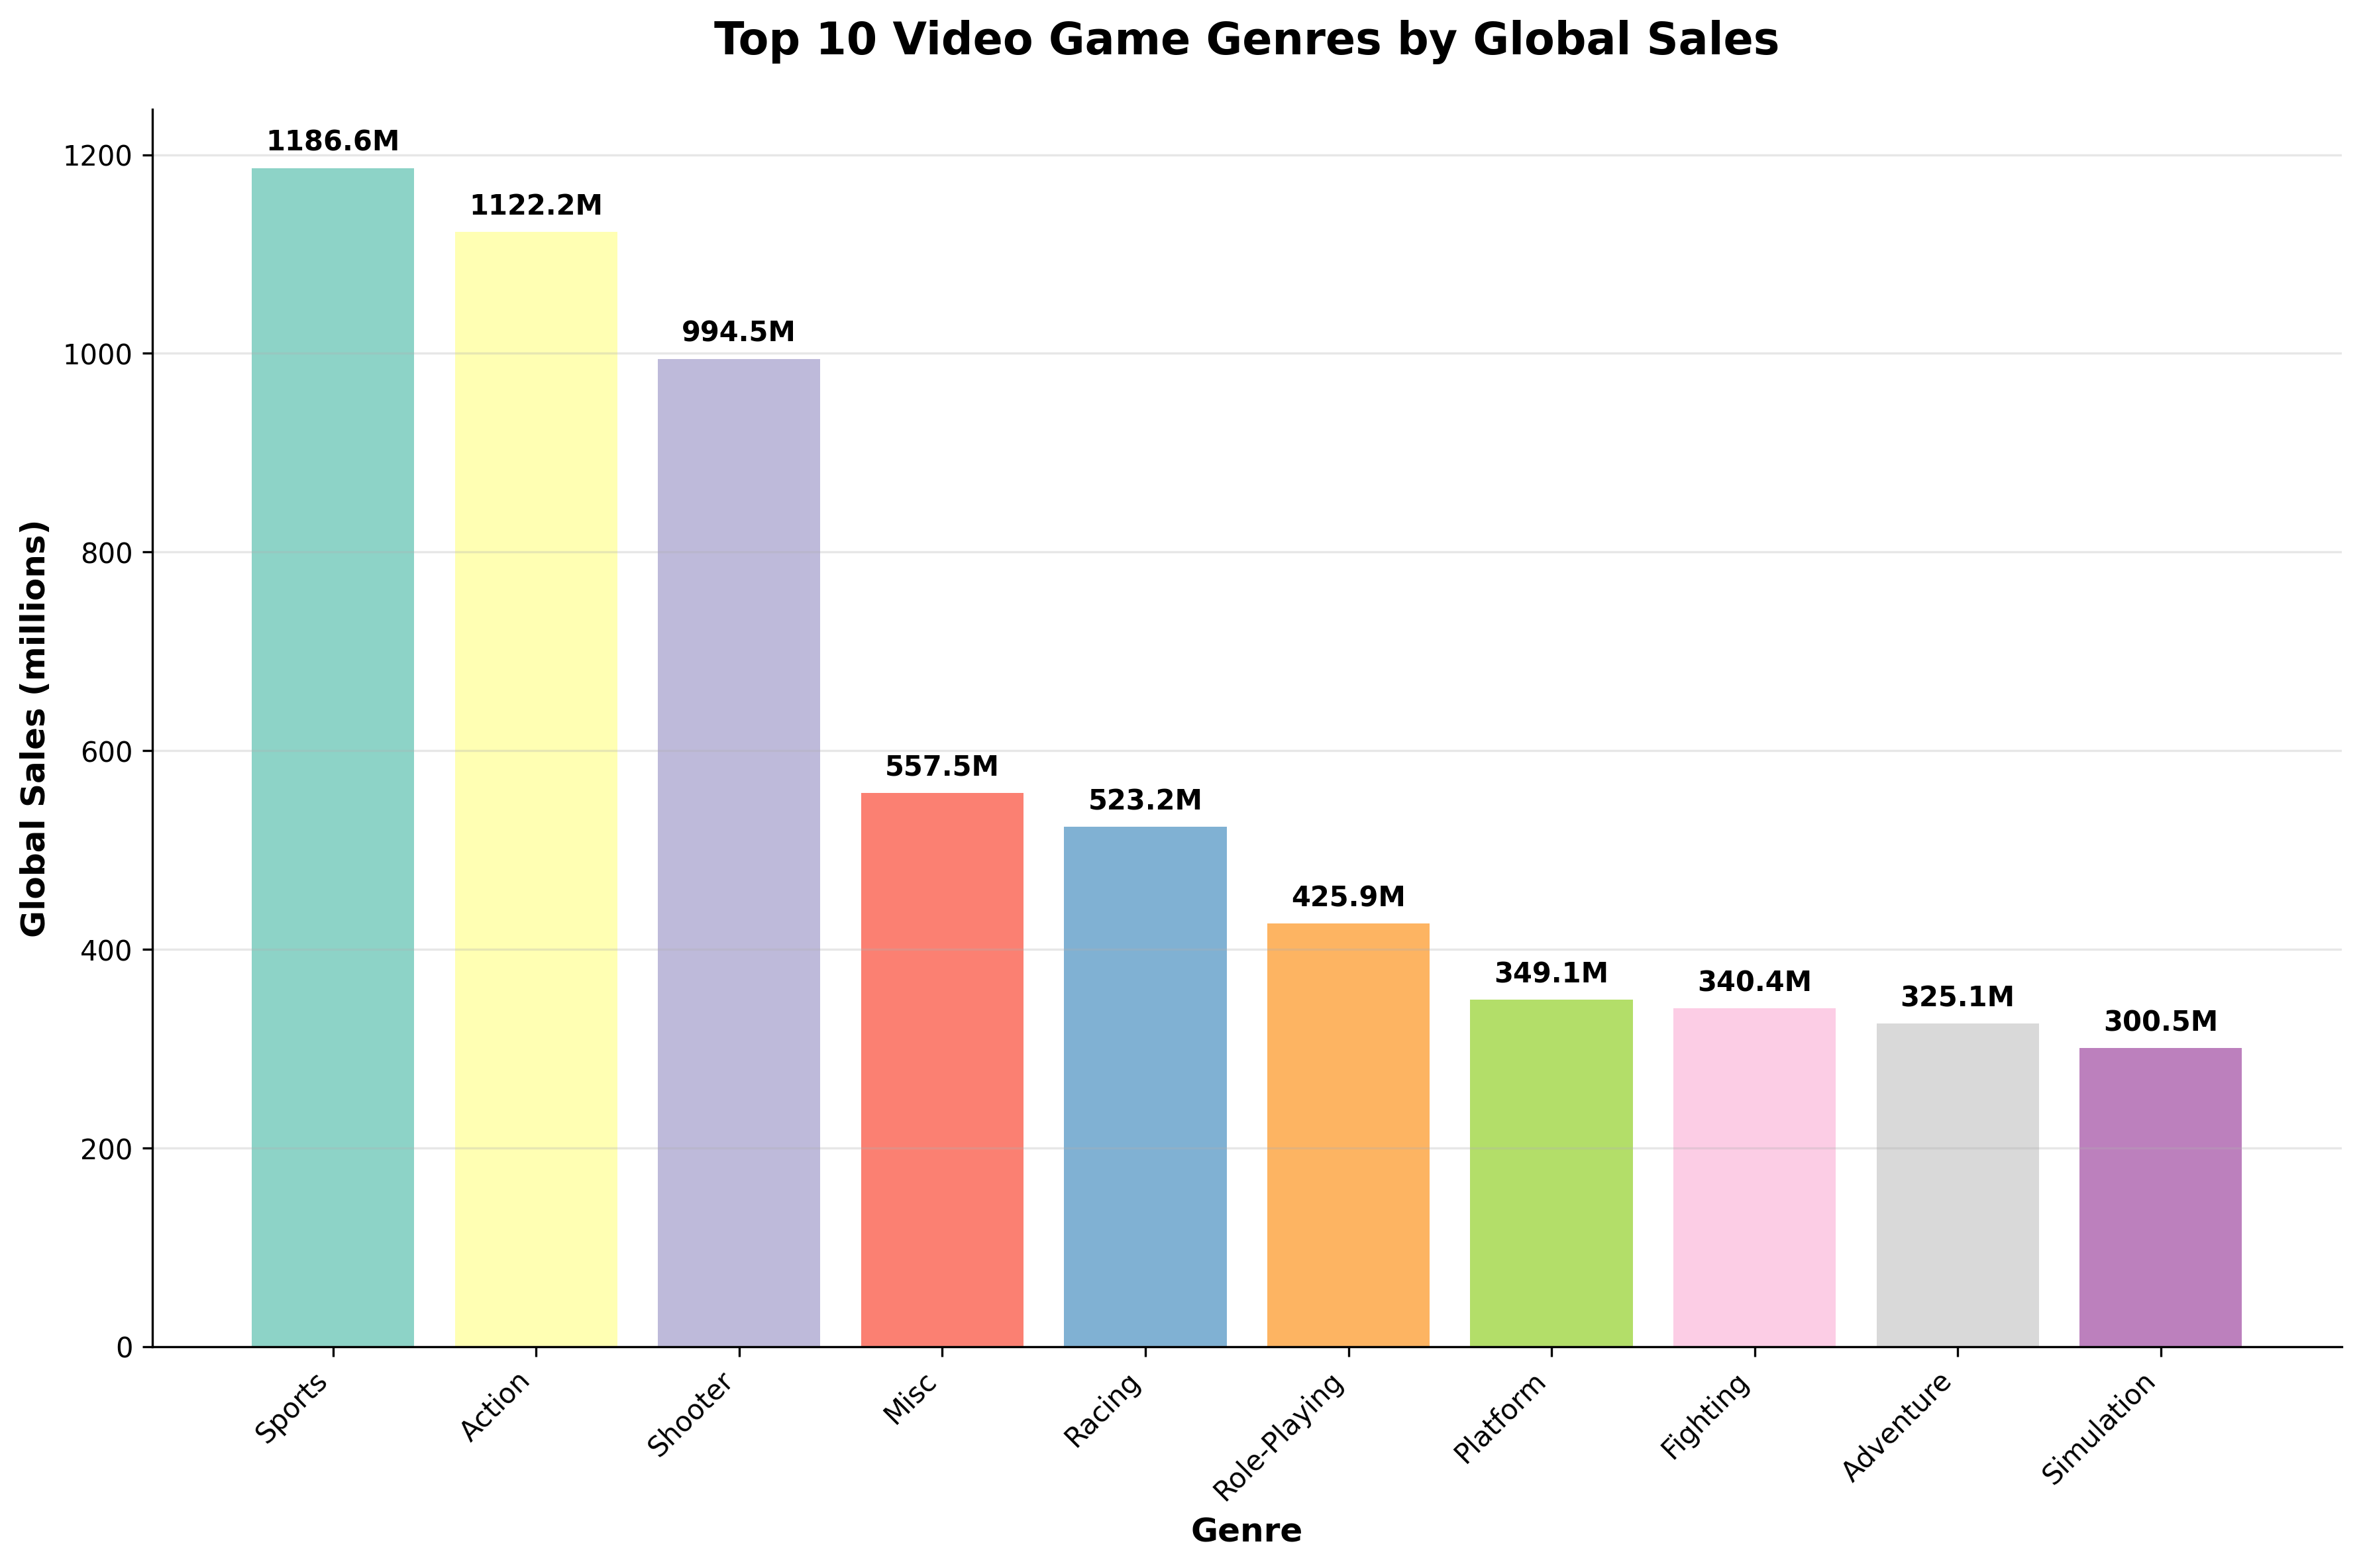 Top 10 Video Game Genres by Global Sales
Global Sales (millions)
1200
1000
800
600
400
200
0
1186.6M
1122.2M
994.5M
557.5M
523.2M
425.9M
349.1M
340.4M
325.1M
300.5M
Sports
Action
Shooter
Misc
Racing
Role-Playing
Platform
Fighting
Adventure
Simulation
Genre